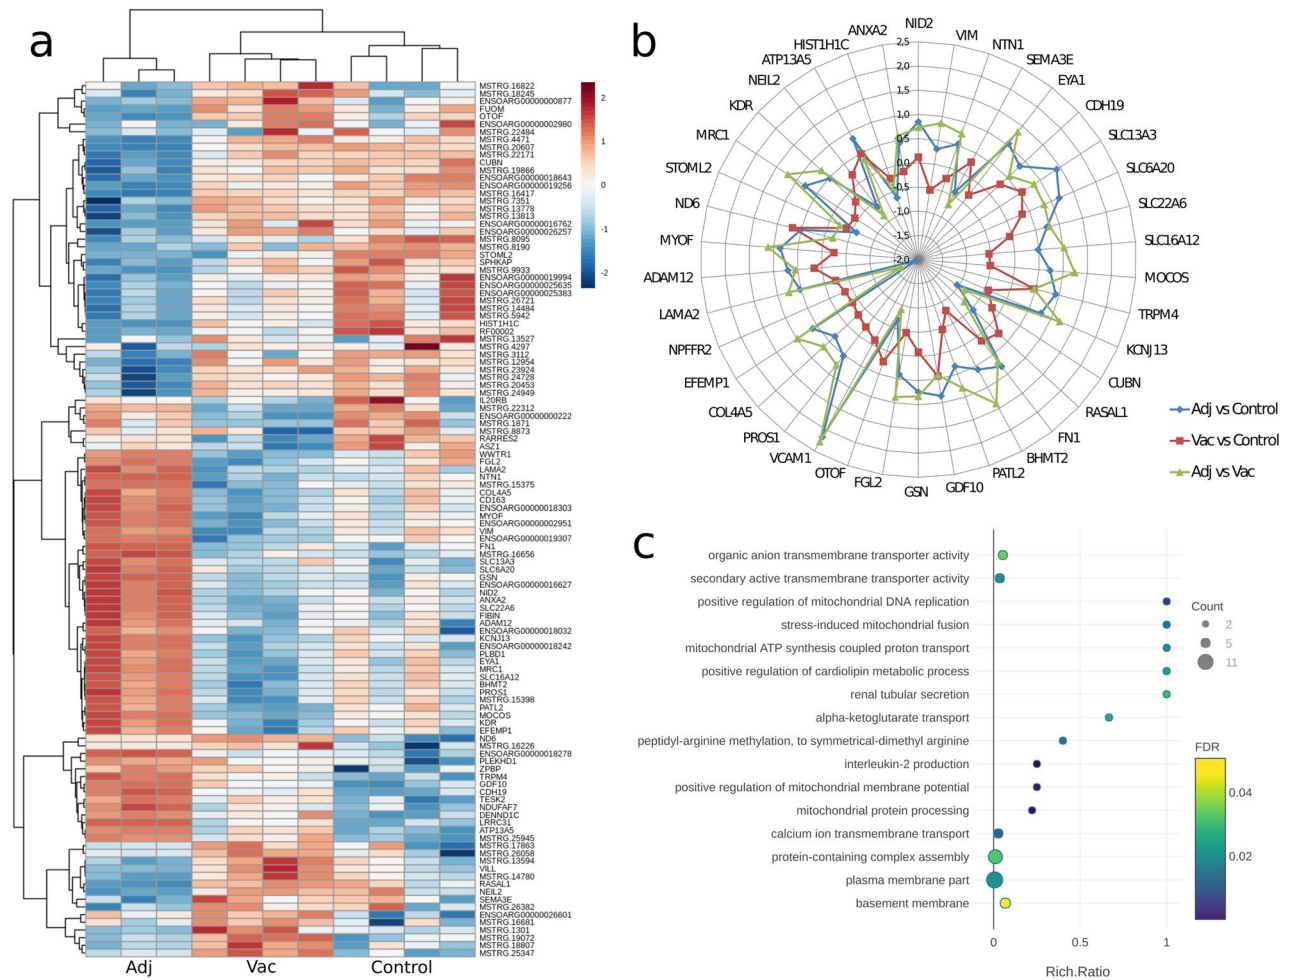 a
MSTRG.16822
MSTRG.18245
ENSOARG00000000877
FUOM
OTOF
ENSOARG00000002980
MSTRG.22484
MSTRG.4471
MSTRG.20607
MSTRG.22171
CUBN
MSTRG.19866
ENSOARG00000018643
ENSOARG00000019256
MSTRG.16417
MSTRG.7351
MSTRG.13778
MSTRG.13813
ENSOARG00000016762
ENSOARG00000026257
MSTRG.8095
MSTRG.8190
STOML2
SPHKAP
MSTRG.9933
ENSOARG00000019994
ENSOARG00000025635
ENSOARG00000025383
MSTRG.26721
MSTRG.14484
MSTRG.5942
HIST1H1C
RF00002
MSTRG.13527
MSTRG.4297
MSTRG.3112
MSTRG.12954
MSTRG.23924
MSTRG.24728
MSTRG.20453
MSTRG.24949
IL20RB
MSTRG.22312
ENSOARG00000000222
MSTRG.1871
MSTRG.8873
RARRES2
ASZ1
WWTR1
FGL2
LAMA2
NTN1
MSTRG.15375
COL4A5
CD163
ENSOARG00000018303
MYOF
ENSOARG00000002951
VIM
ENSOARG00000019307
FN1
MSTRG.16656
SLC13A3
SLC6A20
GSN
ENSOARG00000016627
NID2
ANXA2
SLC22A6
FIBIN
ADAM12
ENSOARG00000018032
KCNJ13
ENSOARG00000018242
PLBD1
EYA1
MRC1
SLC16A12
BHMT2
PROS1
MSTRG.15398
PATL2
MOCOS
KDR
EFEMP1
ND6
MSTRG.16226
ENSOARG00000018278
PLEKHD1
ZPBP
TRPM4
GDF10
CDH19
TESK2
NDUFAF7
DENND1C
LRRC31
ATP13A5
MSTRG.25945
MSTRG.17863
MSTRG.26058
MSTRG.13594
VILL
MSTRG.14780
RASAL1
NEIL2
SEMA3E
MSTRG.26382
ENSOARG00000026601
MSTRG.16681
MSTRG.1301
MSTRG.19072
MSTRG.18807
MSTRG.25347
Adj
Vac
Control
2
1
0
-1
-2
b
NID2
VIM
NTN1
SEMA3E
EYA1
CDH19
SLC13A3
SLC6A20
SLC22A6
SLC16A12
MOCOS
TRPM4
KCNJ13
CUBN
RASAL1
FN1
BHMT2
PATL2
GDF10
GSN
FGL2
OTOF
VCAM1
PROS1
COL4A5
EFEMP1
NPFFR2
LAMA2
ADAM12
MYOF
ND6
STOML2
MRC1
KDR
NEIL2
ATP13A5
HIST1H1C
ANXA2
2,5
2,0
1,5
1,0
0,5
0,0
-0,5
-1,0
-1,5
-2,0
Adj vs Control
Vac vs Control
Adj vs Vac
c
organic anion transmembrane transporter activity
secondary active transmembrane transporter activity
positive regulation of mitochondrial DNA replication
stress-induced mitochondrial fusion
mitochondrial ATP synthesis coupled proton transport
positive regulation of cardiolipin metabolic process
renal tubular secretion
alpha-ketoglutarate transport
peptidyl-arginine methylation, to symmetrical-dimethyl arginine
interleukin-2 production
positive regulation of mitochondrial membrane potential
mitochondrial protein processing
calcium ion transmembrane transport
protein-containing complex assembly
plasma membrane part
basement membrane
0
0.5
1
Rich.Ratio
Count
2
5
11
FDR
0.04
0.02